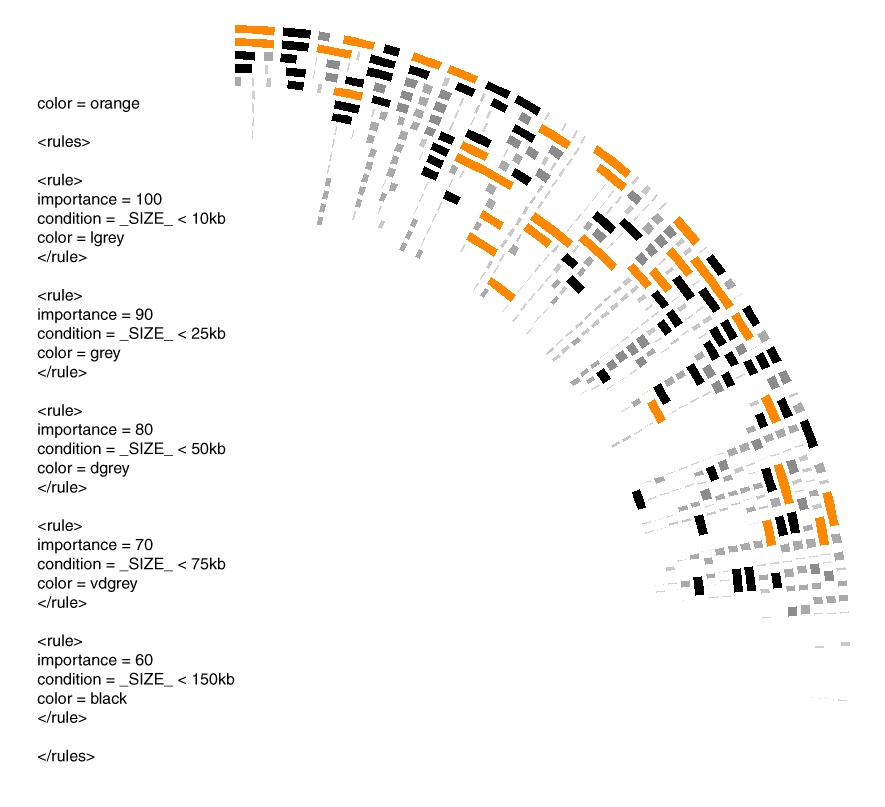 color = orange
<rules>
<rule>
importance = 100
condition = _SIZE_ < 10kb
color = lgrey
</rule>
<rule>
importance = 90
condition = _SIZE_ < 25kb
color = grey
</rule>
<rule>
importance = 80
condition = _SIZE_ < 50kb
color = dgrey
</rule>
<rule>
importance = 70
condition = _SIZE_ < 75kb
color = vdgrey
</rule>
<rule>
importance = 60
condition = _SIZE_ < 150kb
color = black
</rule>
</rules>